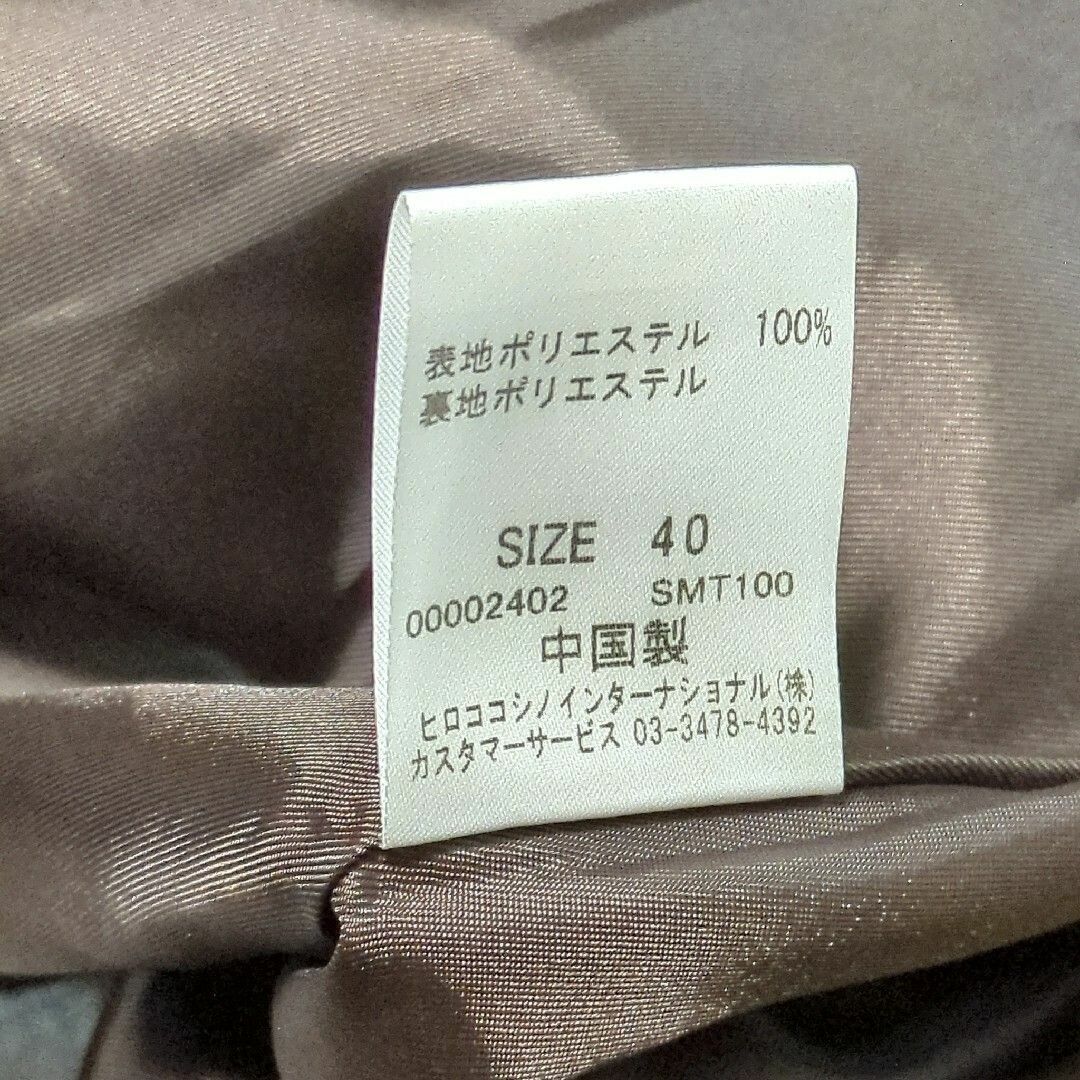 表地ポリエステル 100%
裏地ポリエステル
SIZE 40
00002402 SMT100
中国製
ヒロココシノインターナショナル(株)
カスタマーサービス 03-3478-4392